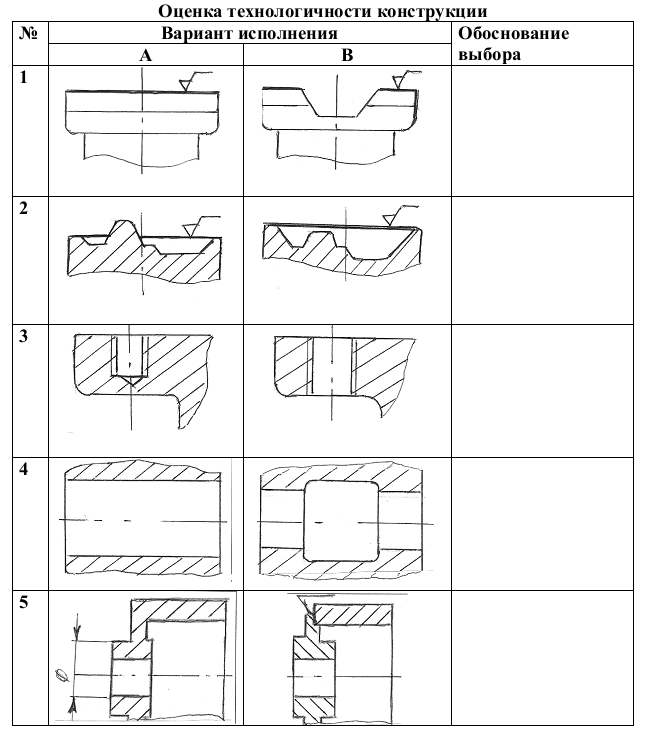 Оценка технологичности конструкции
№ Вариант исполнения Обоснование выбора
А В
1
2
3
4
5
Ø